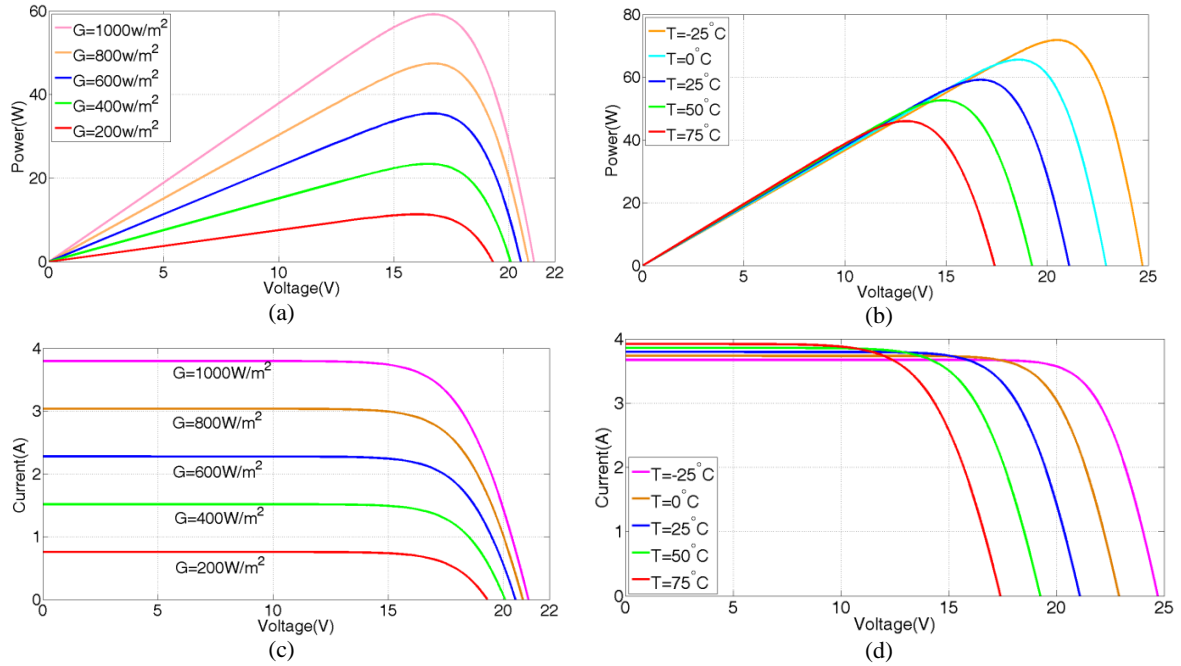 60
40
20
0
Power(W)
G=1000w/m²
G=800w/m²
G=600w/m²
G=400w/m²
G=200w/m²
0 5 10 15 20 22
Voltage(V)
(a)
80
60
40
20
0
Power(W)
T=-25°C
T=0°C
T=25°C
T=50°C
T=75°C
0 5 10 15 20 25
Voltage(V)
(b)
4
3
2
1
0
Current(A)
G=1000W/m²
G=800W/m²
G=600W/m²
G=400W/m²
G=200W/m²
0 5 10 15 20 22
Voltage(V)
(c)
4
3
2
1
0
Current(A)
T=-25°C
T=0°C
T=25°C
T=50°C
T=75°C
0 5 10 15 20 25
Voltage(V)
(d)